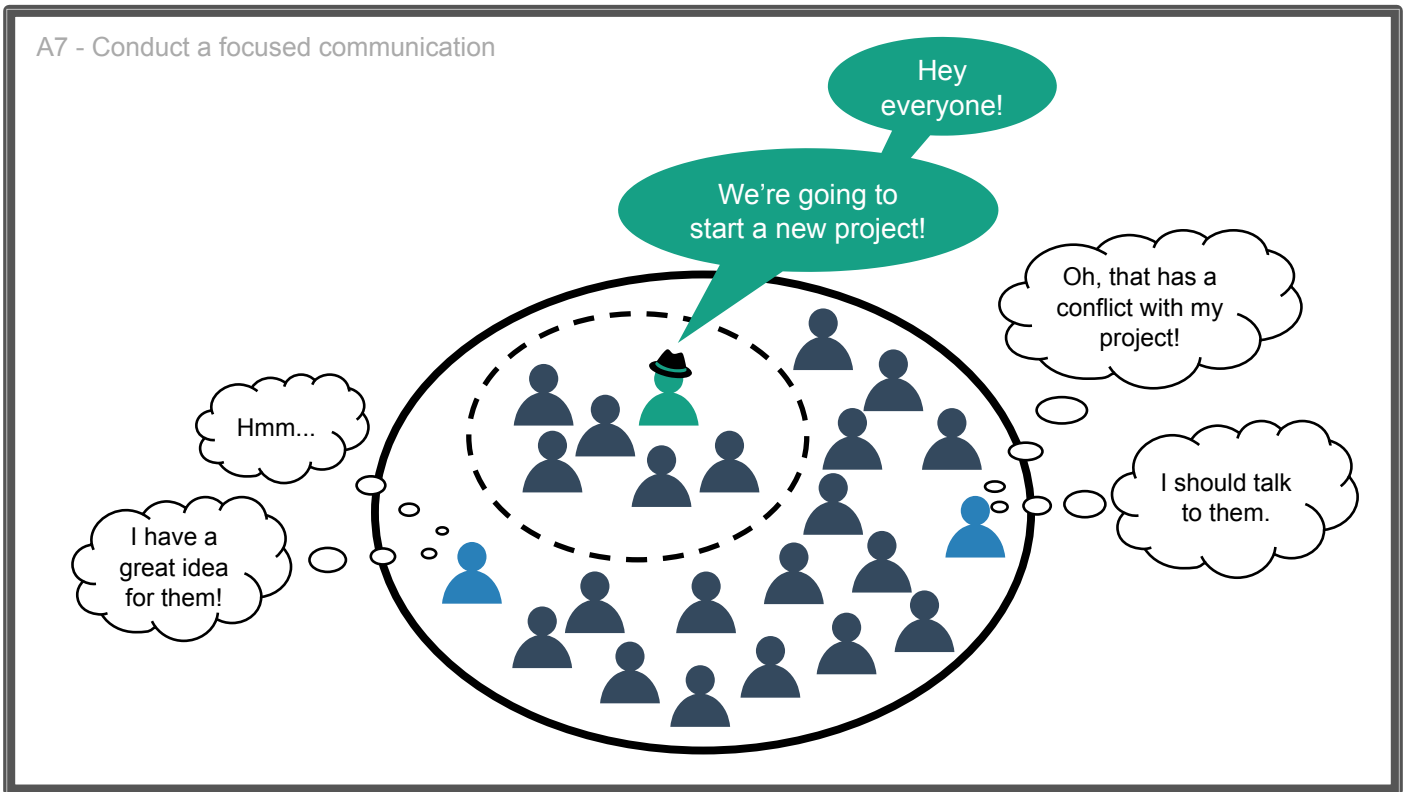 A7 - Conduct a focused communication
Hey
everyone!
We’re going to
start a new project!
Oh, that has a
conflict with my
project!
Hmm...
I should talk
to them.
I have a
great idea
for them!